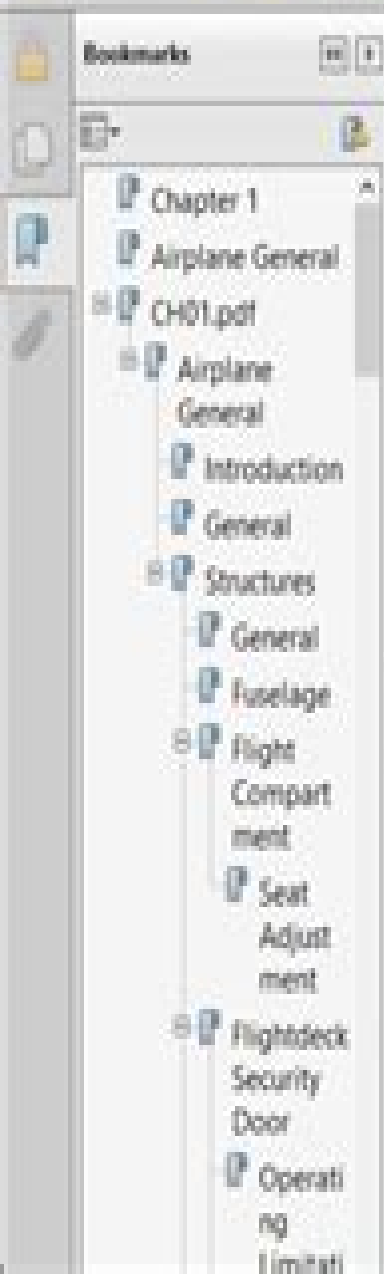 Bookmarks
Chapter 1
Airplane General
CH01.pdf
Airplane
General
Introduction
General
Structures
General
Fuselage
Flight
Compart
ment
Seat
Adjust
ment
Flightdeck
Security
Door
Operati
ng
Limitati